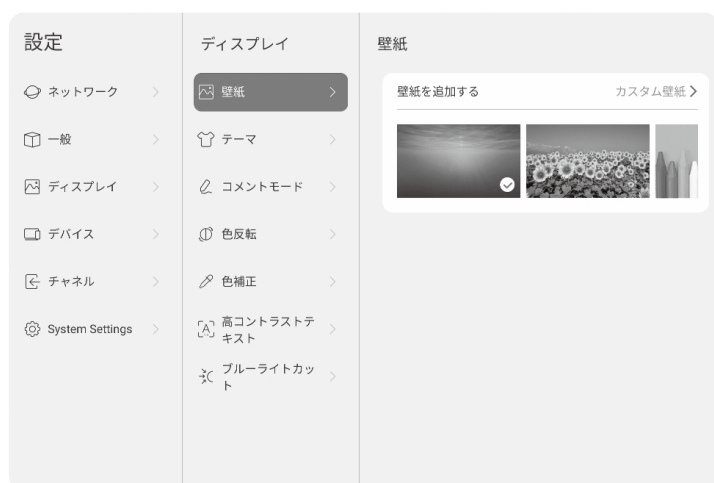 設定
ネットワーク
一般
ディスプレイ
デバイス
チャネル
System Settings
ディスプレイ
壁紙
テーマ
コメントモード
色反転
色補正
高コントラストテ
キスト
ブルーライトカッ
ト
壁紙
壁紙を追加する
カスタム壁紙